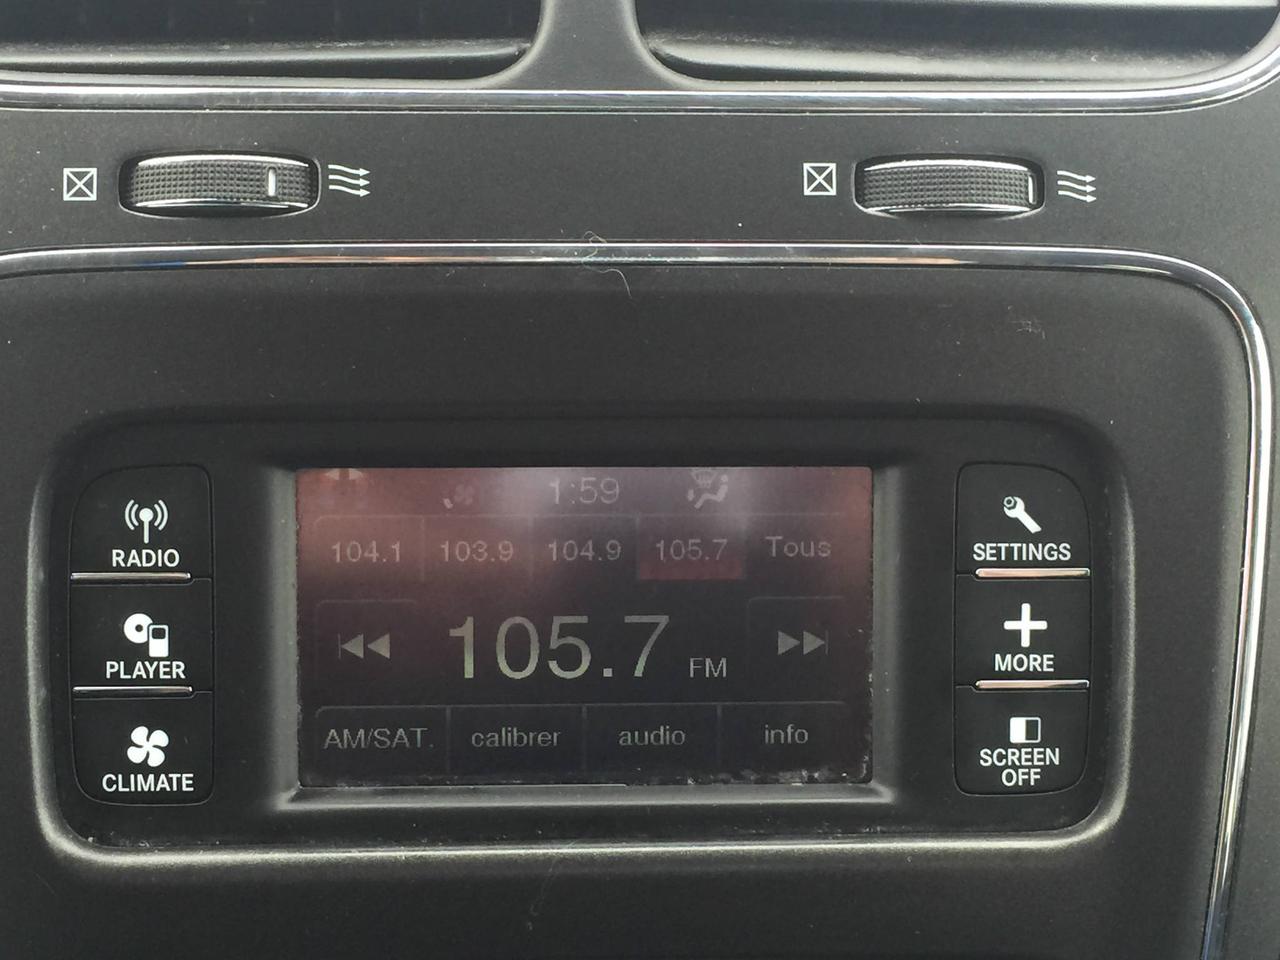 1:59
104.1 103.9 104.9 105.7 Tous
105.7 FM
AM/SAT. calibrer audio info
RADIO
PLAYER
CLIMATE
SETTINGS
MORE
SCREEN
OFF